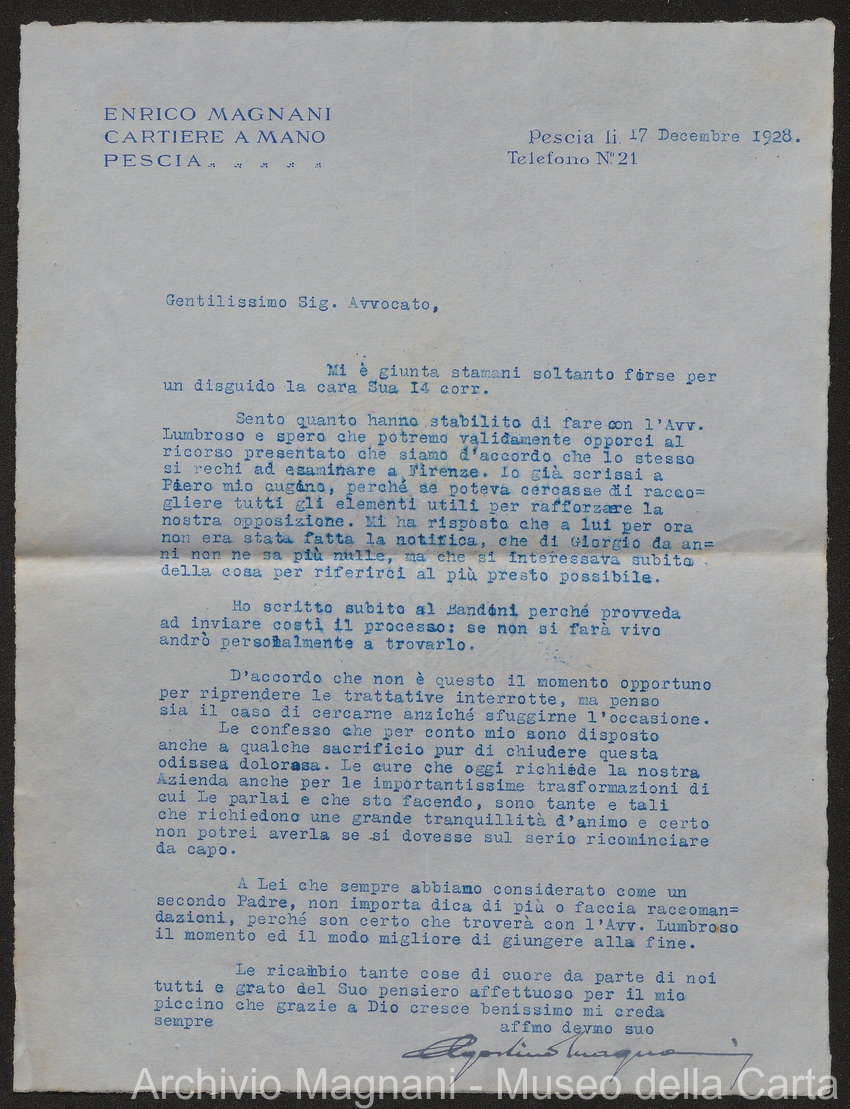 ENRICO MAGNANI
CARTIERE A MANO
PESCIA
Pescia li 17 Decembre 1928.
Telefono Nº 21
Gentilissimo Sig. Avvocato,
Mi è giunta stamani soltanto forse per
un disguido la cara Sua I4 corr.
Sento quanto hanno stabilito di fare con l'Avv.
Lumbroso e spero che potremo validamente opporci al
ricorso presentato che siamo d'accordo che lo stesso
si rechi ad esaminare a Firenze. Io già scrissi a
Piero mio cugino, perché se poteva cercasse di racco=
gliere tutti gli elementi utili per rafforzare la
nostra opposizione. Mi ha risposto che a lui per ora
non era stata fatta la notifica, che di Giorgio da an=
ni non ne sa più nulle, ma che si Interessava subito
della cosa per riferirci al più presto possibile.
Ho scritto subito al Bandini perché provveda
ad inviare costì il processo: se non si farà vivo
andrò personalmente a trovarlo.
D'accordo che non è questo il momento opportuno
per riprendere le trattative interrotte, ma penso
sia il caso di cercarne anziché sfuggirne l'occasione.
Le confesso che per conto mio sono disposto
anche a qualche sacrificio pur di chiudere questa
odissea dolorosa. Le cure che oggi richiede la nostra
Azienda anche per le importantissime trasformazioni di
cui Le parlai e che sto facendo, sono tante e tali
che richiedono une grande tranquillità d'animo e certo
non potrei averla se si dovesse sul serio ricominciare
da capo.
A Lei che sempre abbiamo considerato come un
secondo Padre, non importa dica di più o faccia raccoman=
dazioni, perché son certo che troverà con l'Avv. Lumbroso
il momento ed il modo migliore di giungere alla fine.
Le ricambio tante cose di cuore da parte di noi
tutti e grato del Suo pensiero affettuoso per il mio
piccino che grazie a Dio cresce benissimo mi creda
sempre
affmo devmo suo
Agostino Magnani
Archivio Magnani - Museo della Carta